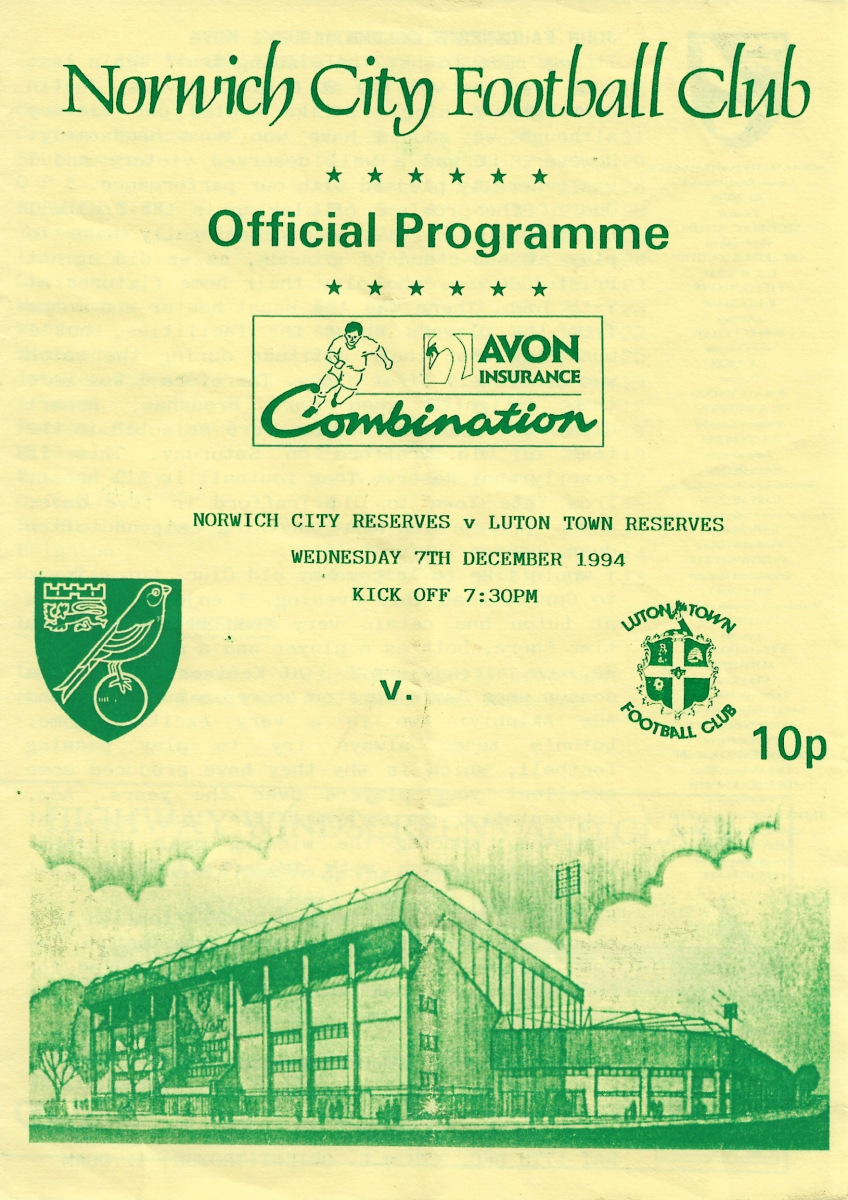 Norwich City Football Club
Official Programme
AVON
INSURANCE
Combination
NORWICH CITY RESERVES v LUTON TOWN RESERVES
WEDNESDAY 7TH DECEMBER 1994
KICK OFF 7:30PM
v.
LUTON TOWN
FOOTBALL CLUB
10p